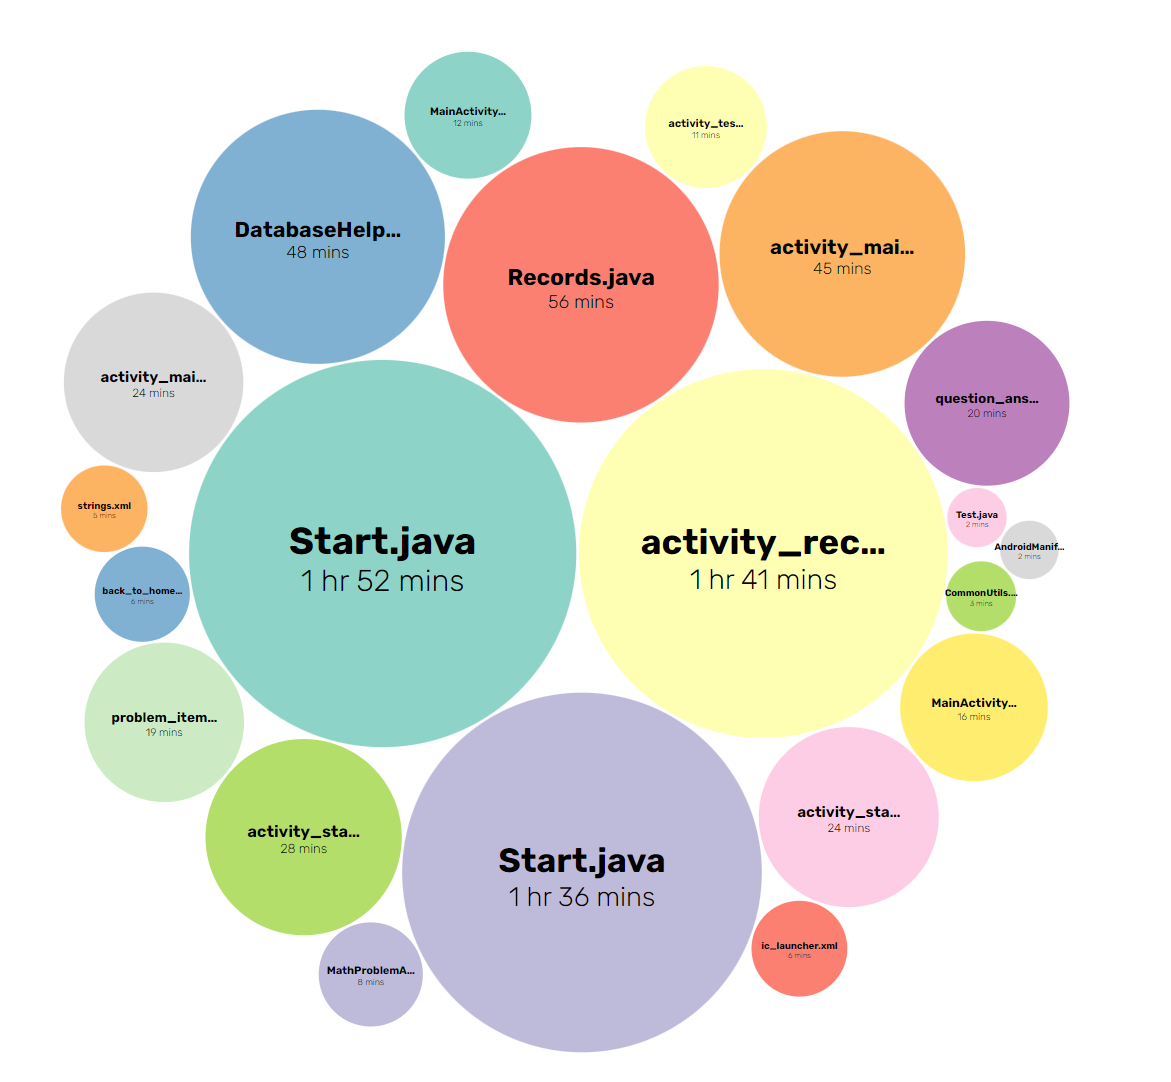 MainActivity...
12 mins
activity_tes...
11 mins
DatabaseHelp...
48 mins
activity_mai...
45 mins
Records.java
56 mins
activity_mai...
24 mins
question_ans...
20 mins
strings.xml
5 mins
Test.java
2 mins
AndroidManif...
2 mins
Start.java
1 hr 52 mins
activity_rec...
1 hr 41 mins
back_to_home...
6 mins
CommonUtils....
3 mins
MainActivity...
16 mins
problem_item...
19 mins
activity_sta...
28 mins
activity_sta...
24 mins
Start.java
1 hr 36 mins
ic_launcher.xml
6 mins
MathProblemA...
8 mins